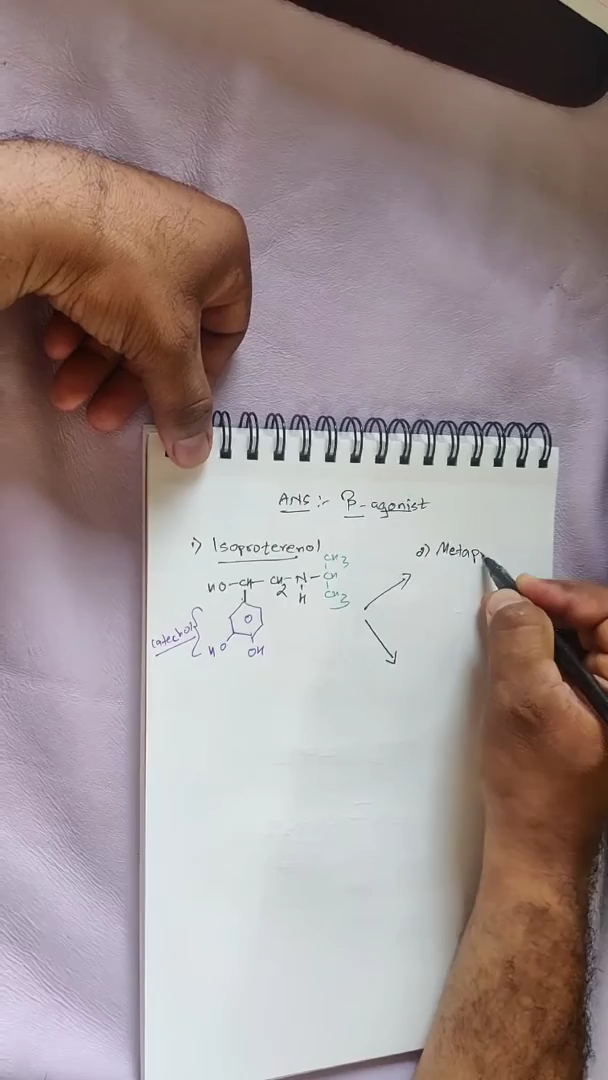 ANS :- β-agonist
1) Isoproterenol
2) Metap
CH3
HO-CH-CH2-N-CH
H
CH3
catechol
HO OH